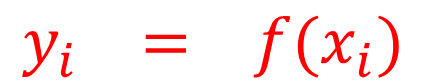 yᵢ = f(xᵢ)